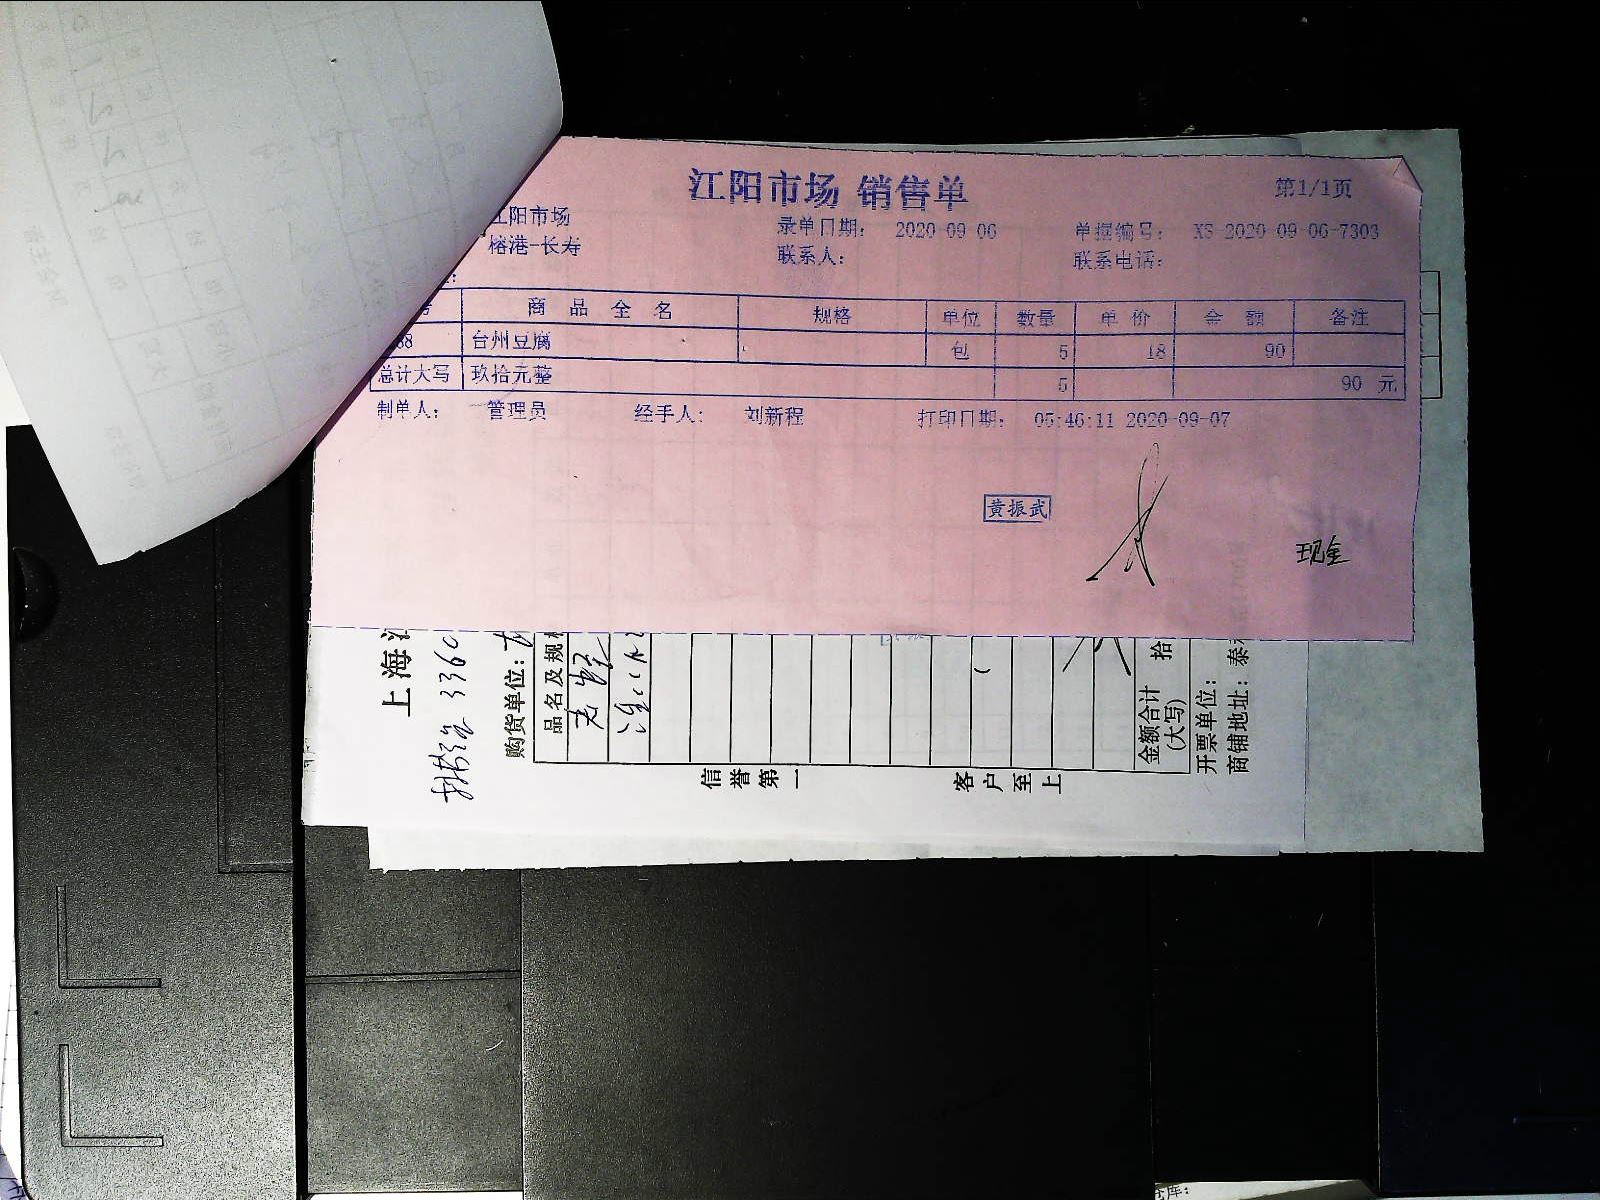 江阳市场 销售单
第1/1页
江阳市场 录单日期: 2020-09-06 单据编号: XS-2020-09-06-7303
榕港-长寿 联系人: 联系电话:
号 商品全名 规格 单位 数量 单价 金额 备注
88 台州豆腐 包 5 18 90
总计大写 玖拾元整 5 90 元
制单人: 管理员 经手人: 刘新程 打印日期: 05:46:11 2020-09-07
黄振武
现金
上海
3360
购货单位:
品名及规格
金额合计
(大写)
拾
开票单位:
商铺地址: 泰
信誉第一 客户至上
仓库: